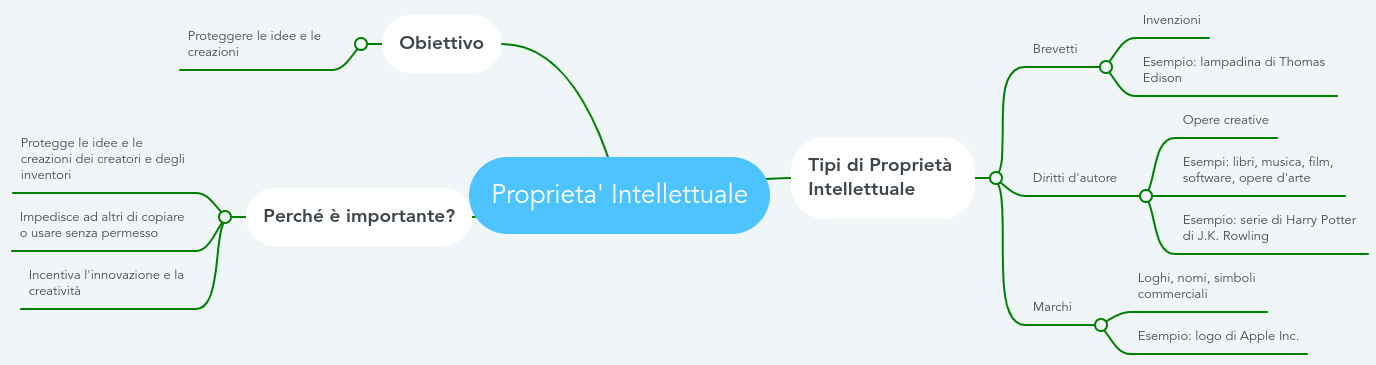 Proprieta' Intellettuale
Obiettivo
Proteggere le idee e le
creazioni
Perché è importante?
Protegge le idee e le
creazioni dei creatori e degli
inventori
Impedisce ad altri di copiare
o usare senza permesso
Incentiva l'innovazione e la
creatività
Tipi di Proprietà
Intellettuale
Brevetti
Invenzioni
Esempio: lampadina di Thomas
Edison
Diritti d'autore
Opere creative
Esempi: libri, musica, film,
software, opere d'arte
Esempio: serie di Harry Potter
di J.K. Rowling
Marchi
Loghi, nomi, simboli
commerciali
Esempio: logo di Apple Inc.